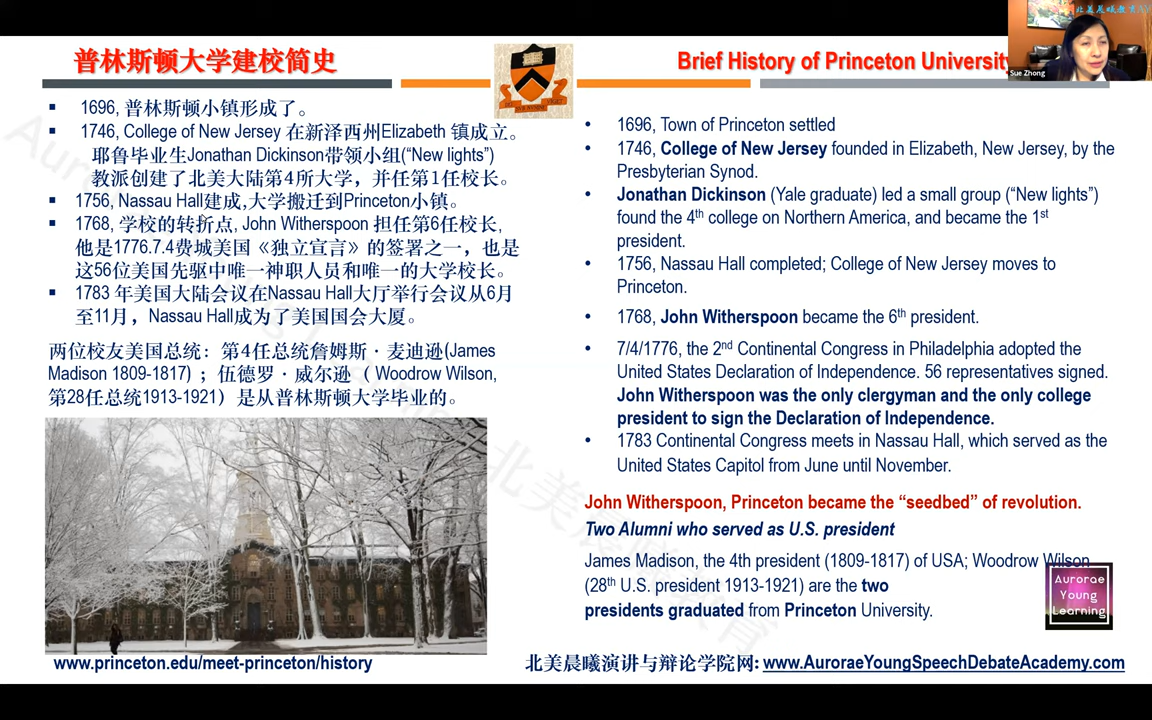 普林斯顿大学建校简史
▪ 1696, 普林斯顿小镇形成了。
▪ 1746, College of New Jersey 在新泽西州Elizabeth 镇成立。
耶鲁毕业生Jonathan Dickinson带领小组(“New lights”)
教派创建了北美大陆第4所大学，并任第1任校长。
▪ 1756, Nassau Hall建成,大学搬迁到Princeton小镇。
▪ 1768, 学校的转折点, John Witherspoon 担任第6任校长,
他是1776.7.4费城美国《独立宣言》的签署之一，也是
这56位美国先驱中唯一神职人员和唯一的大学校长。
▪ 1783 年美国大陆会议在Nassau Hall大厅举行会议从6月
至11月，Nassau Hall成为了美国国会大厦。
两位校友美国总统：第4任总统詹姆斯 · 麦迪逊(James
Madison 1809-1817) ；伍德罗 · 威尔逊 （ Woodrow Wilson,
第28任总统1913-1921）是从普林斯顿大学毕业的。
www.princeton.edu/meet-princeton/history
Brief History of Princeton University
• 1696, Town of Princeton settled
• 1746, College of New Jersey founded in Elizabeth, New Jersey, by the
Presbyterian Synod.
• Jonathan Dickinson (Yale graduate) led a small group (“New lights”)
found the 4th college on Northern America, and became the 1st
president.
• 1756, Nassau Hall completed; College of New Jersey moves to
Princeton.
• 1768, John Witherspoon became the 6th president.
• 7/4/1776, the 2nd Continental Congress in Philadelphia adopted the
United States Declaration of Independence. 56 representatives signed.
John Witherspoon was the only clergyman and the only college
president to sign the Declaration of Independence.
• 1783 Continental Congress meets in Nassau Hall, which served as the
United States Capitol from June until November.
John Witherspoon, Princeton became the “seedbed” of revolution.
Two Alumni who served as U.S. president
James Madison, the 4th president (1809-1817) of USA; Woodrow Wilson
(28th U.S. president 1913-1921) are the two
presidents graduated from Princeton University.
Aurorae
Young
Learning
北美晨曦演讲与辩论学院网: www.AuroraeYoungSpeechDebateAcademy.com
北美晨曦教育
Sue Zhong